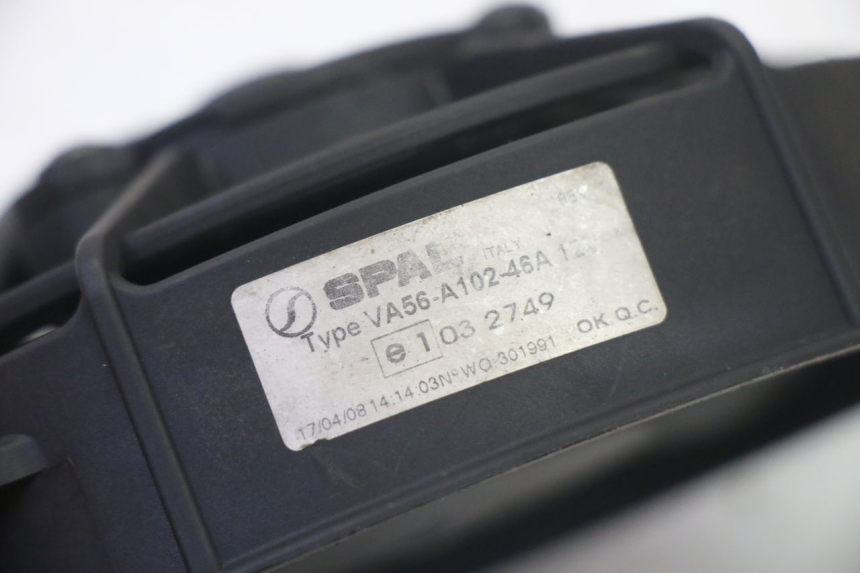 SPAL ITALY
Type VA56-A102-46A 12V
e 1 03 2749
17/04/08 14.14.03 N° WO:301991 OK Q.C.